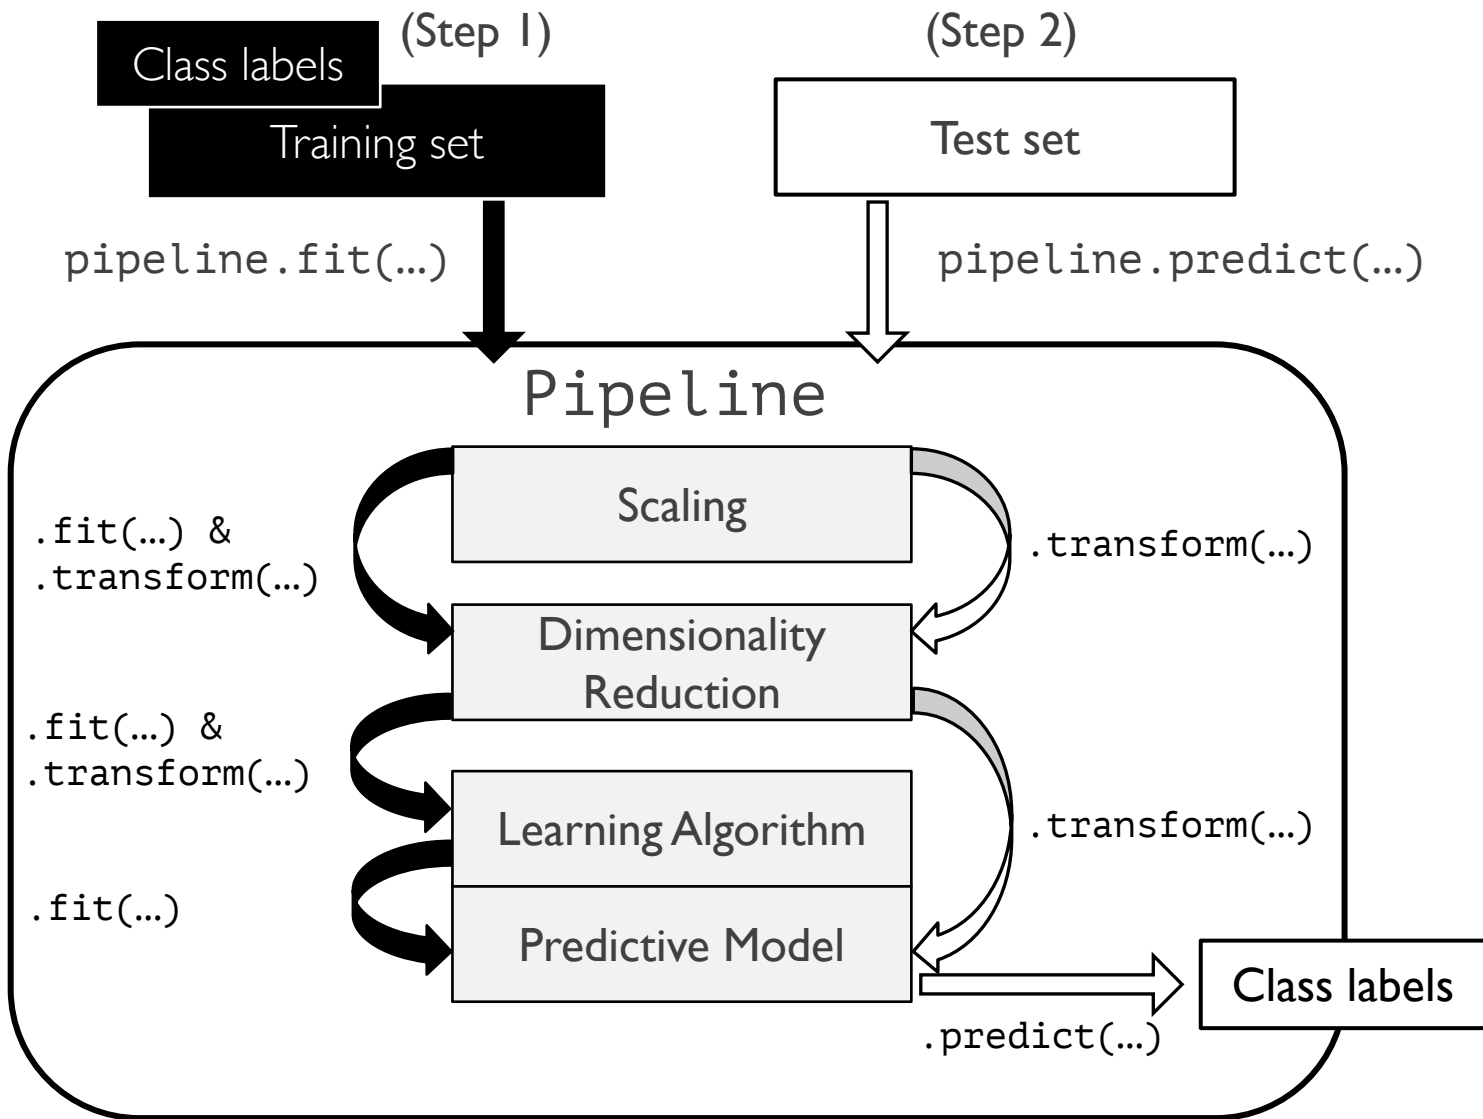 (Step 1)
(Step 2)
Class labels
Training set
Test set
pipeline.fit(…)
pipeline.predict(…)
Pipeline
Scaling
.fit(…) &
.transform(…)
.transform(…)
Dimensionality
Reduction
.fit(…) &
.transform(…)
Learning Algorithm
.transform(…)
.fit(…)
Predictive Model
Class labels
.predict(…)